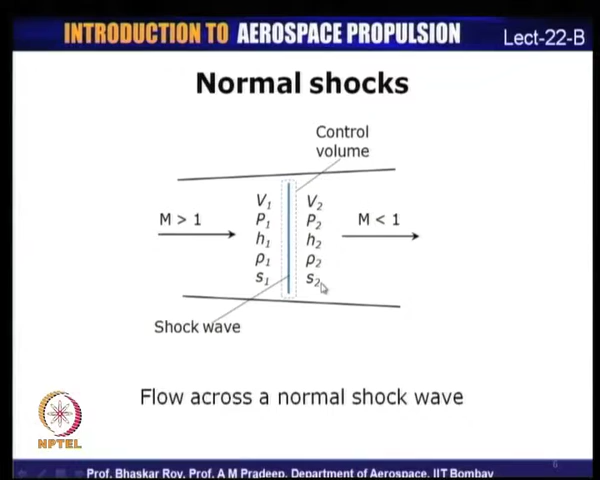 INTRODUCTION TO AEROSPACE PROPULSION
Lect-22-B
Normal shocks
Control
volume
M > 1
V₁
P₁
h₁
ρ₁
s₁
V₂
P₂
h₂
ρ₂
s₂
M < 1
Shock wave
Flow across a normal shock wave
NPTEL
6
Prof. Bhaskar Roy, Prof. A M Pradeep, Department of Aerospace, IIT Bombay